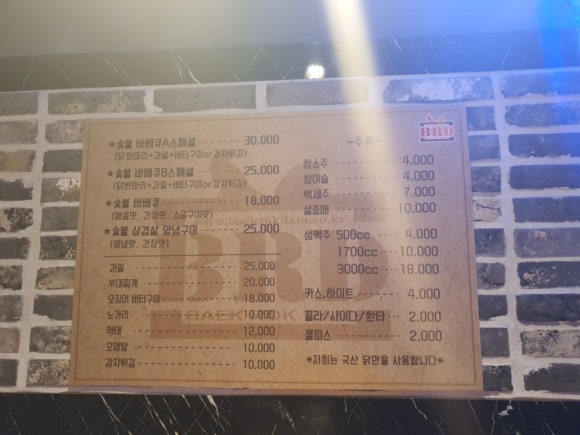 ★숯불 바베큐A스페셜 30,000
(닭한마리+과일+버터구이or감자튀김)
★숯불 바베큐B스페셜 25,000
(닭반마리+과일+버터구이or감자튀김)
★숯불 바베큐 18,000
(매콤맛, 간장맛, 소금구이맛)
★숯불 삼겹살 양념구이 25,000
(양념맛, 간장맛)
과일 25,000
부대찌개 20,000
오징어 버터구이 18,000
노가리 10,000
먹태 12,000
오뎅탕 10,000
감자튀김 10,000
BRD
-주류-
참소주 4,000
참이슬 4,000
백세주 7,000
설중매 10,000
생맥주 500cc 4,000
1700cc 10,000
3000cc 18,000
카스,하이트 4,000
콜라/사이다/환타 2,000
쿨피스 2,000
*저희는 국산 닭만을 사용합니다*
BRD